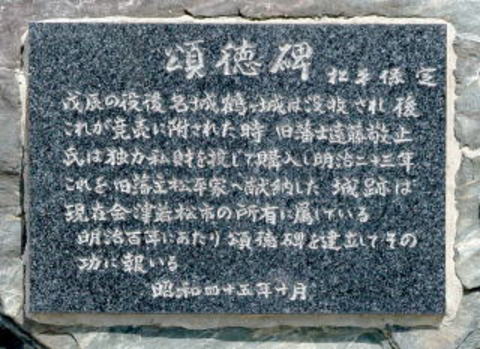 頌徳碑
松平保定
戊辰の役後名城鶴ヶ城は没収され 後
これが競売に附された時 旧藩士遠藤敬止
氏は独力私財を投じて購入し明治二十三年
これを旧藩主松平家へ献納した 城跡は
現在会津若松市の所有に属している
明治百年にあたり頌徳碑を建立してその
功に報いる
昭和四十五年十月